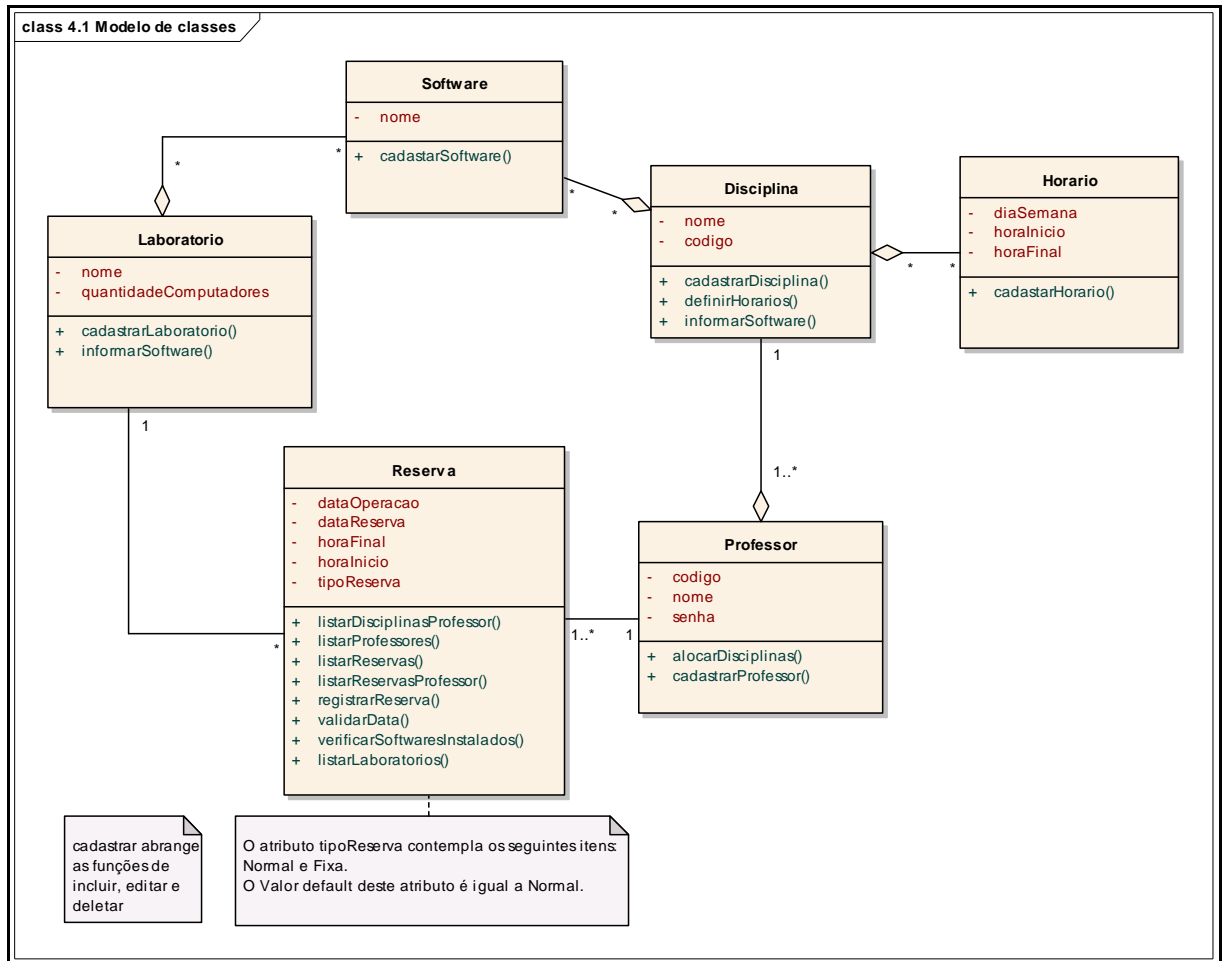 class 4.1 Modelo de classes
Software
- nome
+ cadastarSoftware()
*
*
*
*
Disciplina
- nome
- codigo
+ cadastrarDisciplina()
+ definirHorarios()
+ informarSoftware()
*
*
Horario
- diaSemana
- horaInicio
- horaFinal
+ cadastarHorario()
Laboratorio
- nome
- quantidadeComputadores
+ cadastrarLaboratorio()
+ informarSoftware()
1
1
1..*
Reserva
- dataOperacao
- dataReserva
- horaFinal
- horaInicio
- tipoReserva
+ listarDisciplinasProfessor()
+ listarProfessores()
+ listarReservas()
+ listarReservasProfessor()
+ registrarReserva()
+ validarData()
+ verificarSoftwaresInstalados()
+ listarLaboratorios()
*
1..*
1
Professor
- codigo
- nome
- senha
+ alocarDisciplinas()
+ cadastrarProfessor()
cadastrar abrange
as funções de
incluir, editar e
deletar
O atributo tipoReserva contempla os seguintes itens:
Normal e Fixa.
O Valor default deste atributo é igual a Normal.